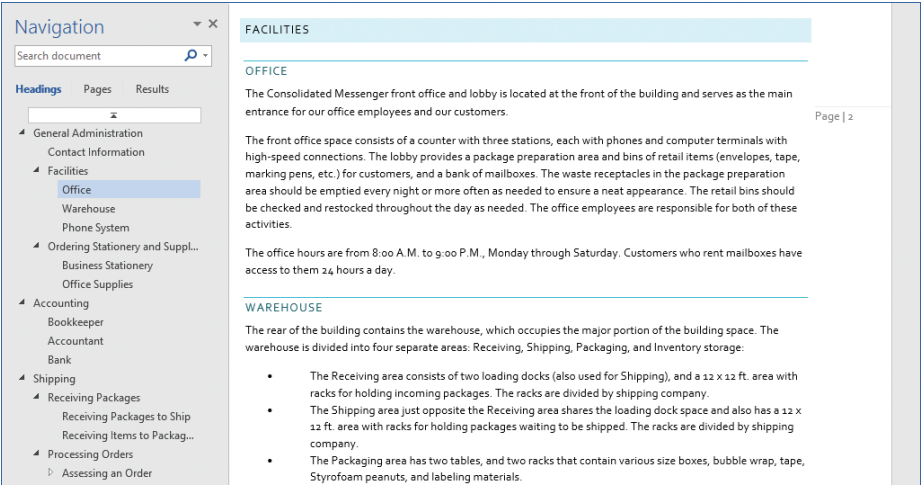 Navigation
Search document
Headings Pages Results
General Administration
Contact Information
Facilities
Office
Warehouse
Phone System
Ordering Stationery and Suppl...
Business Stationery
Office Supplies
Accounting
Bookkeeper
Accountant
Bank
Shipping
Receiving Packages
Receiving Packages to Ship
Receiving Items to Packag...
Processing Orders
Assessing an Order
FACILITIES
OFFICE
The Consolidated Messenger front office and lobby is located at the front of the building and serves as the main
entrance for our office employees and our customers.
Page | 2
The front office space consists of a counter with three stations, each with phones and computer terminals with
high-speed connections. The lobby provides a package preparation area and bins of retail items (envelopes, tape,
marking pens, etc.) for customers, and a bank of mailboxes. The waste receptacles in the package preparation
area should be emptied every night or more often as needed to ensure a neat appearance. The retail bins should
be checked and restocked throughout the day as needed. The office employees are responsible for both of these
activities.
The office hours are from 8:00 A.M. to 9:00 P.M., Monday through Saturday. Customers who rent mailboxes have
access to them 24 hours a day.
WAREHOUSE
The rear of the building contains the warehouse, which occupies the major portion of the building space. The
warehouse is divided into four separate areas: Receiving, Shipping, Packaging, and Inventory storage:
• The Receiving area consists of two loading docks (also used for Shipping), and a 12 x 12 ft. area with
racks for holding incoming packages. The racks are divided by shipping company.
• The Shipping area just opposite the Receiving area shares the loading dock space and also has a 12 x
12 ft. area with racks for holding packages waiting to be shipped. The racks are divided by shipping
company.
• The Packaging area has two tables, and two racks that contain various size boxes, bubble wrap, tape,
Styrofoam peanuts, and labeling materials.